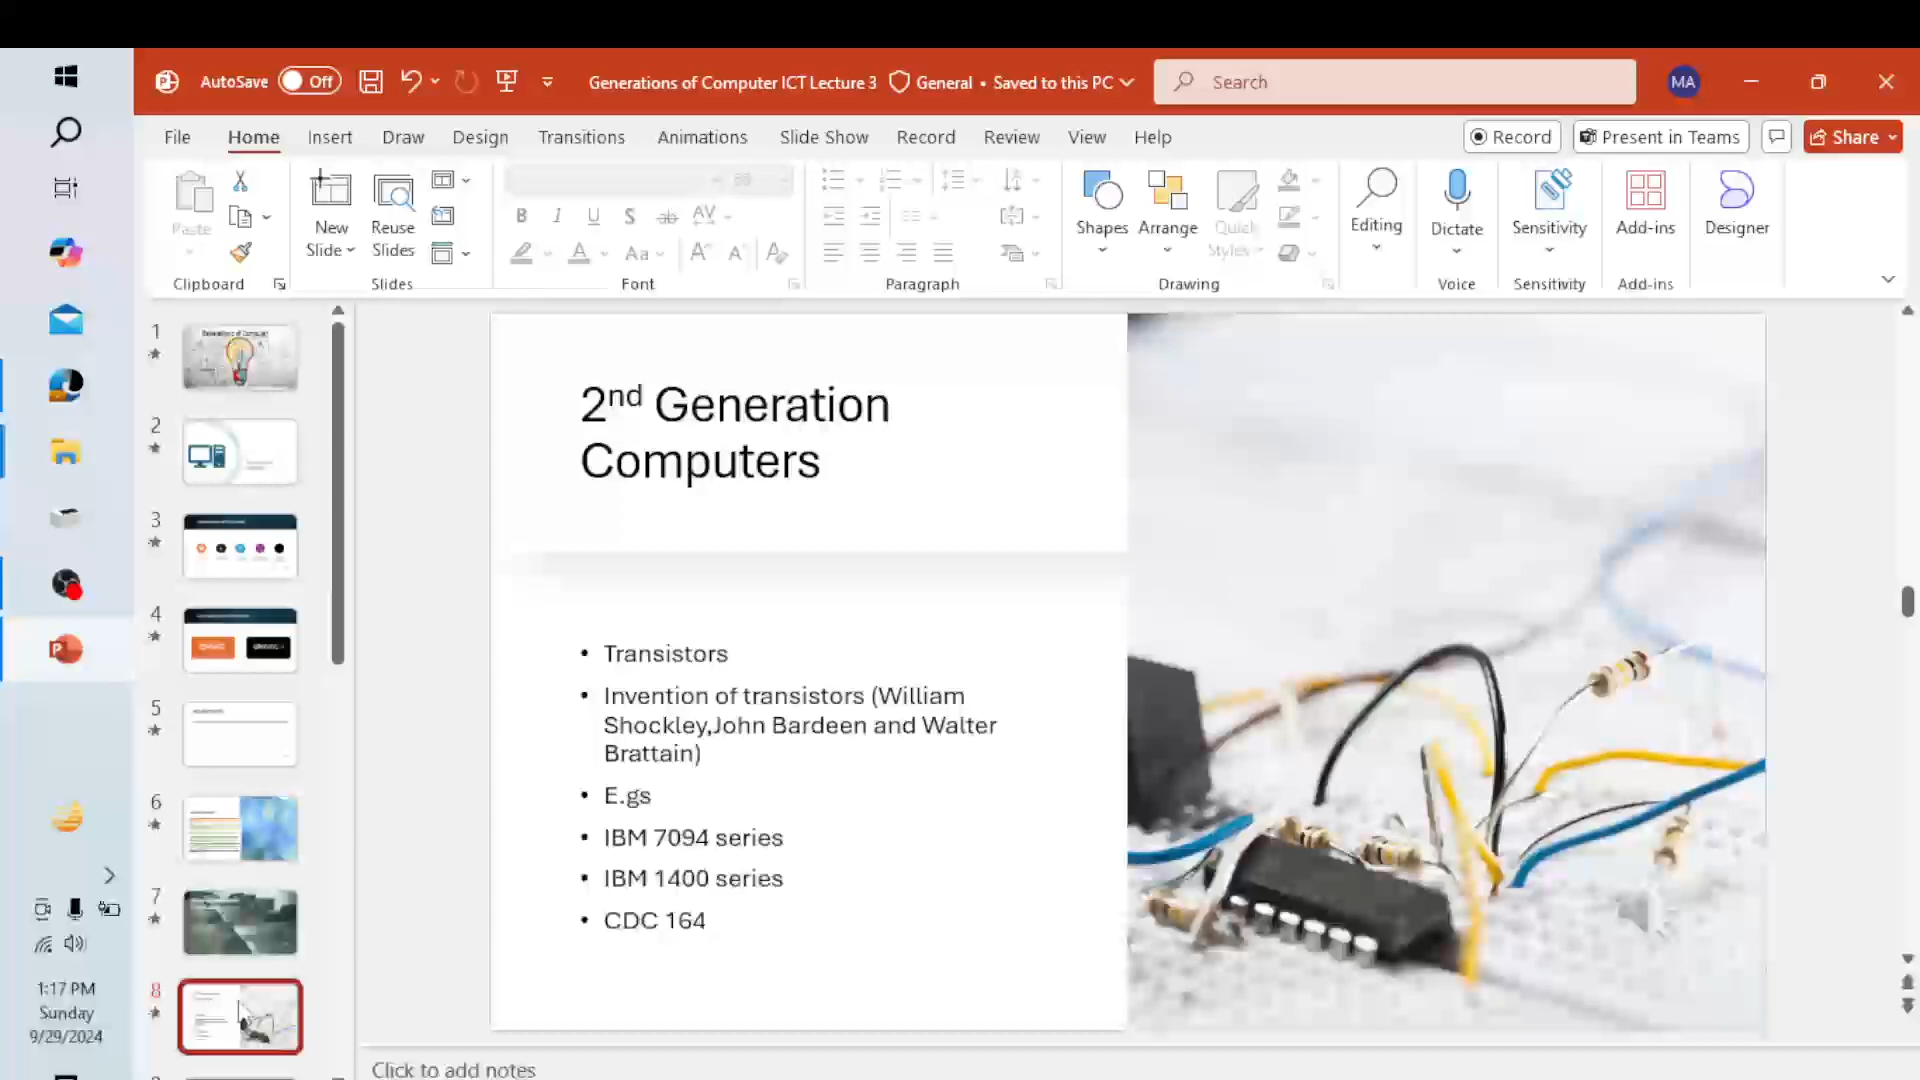 AutoSave Off Generations of Computer ICT Lecture 3 General • Saved to this PC Search MA
File Home Insert Draw Design Transitions Animations Slide Show Record Review View Help Record Present in Teams Share
Paste New Slide Reuse Slides B I U S ab AV Aa A A A Shapes Arrange Quick Styles Editing Dictate Sensitivity Add-ins Designer
Clipboard Slides Font Paragraph Drawing Voice Sensitivity Add-ins
1
2
3
4
5
6
7
8
2nd Generation
Computers
• Transistors
• Invention of transistors (William
Shockley,John Bardeen and Walter
Brattain)
• E.gs
• IBM 7094 series
• IBM 1400 series
• CDC 164
Click to add notes
1:17 PM
Sunday
9/29/2024